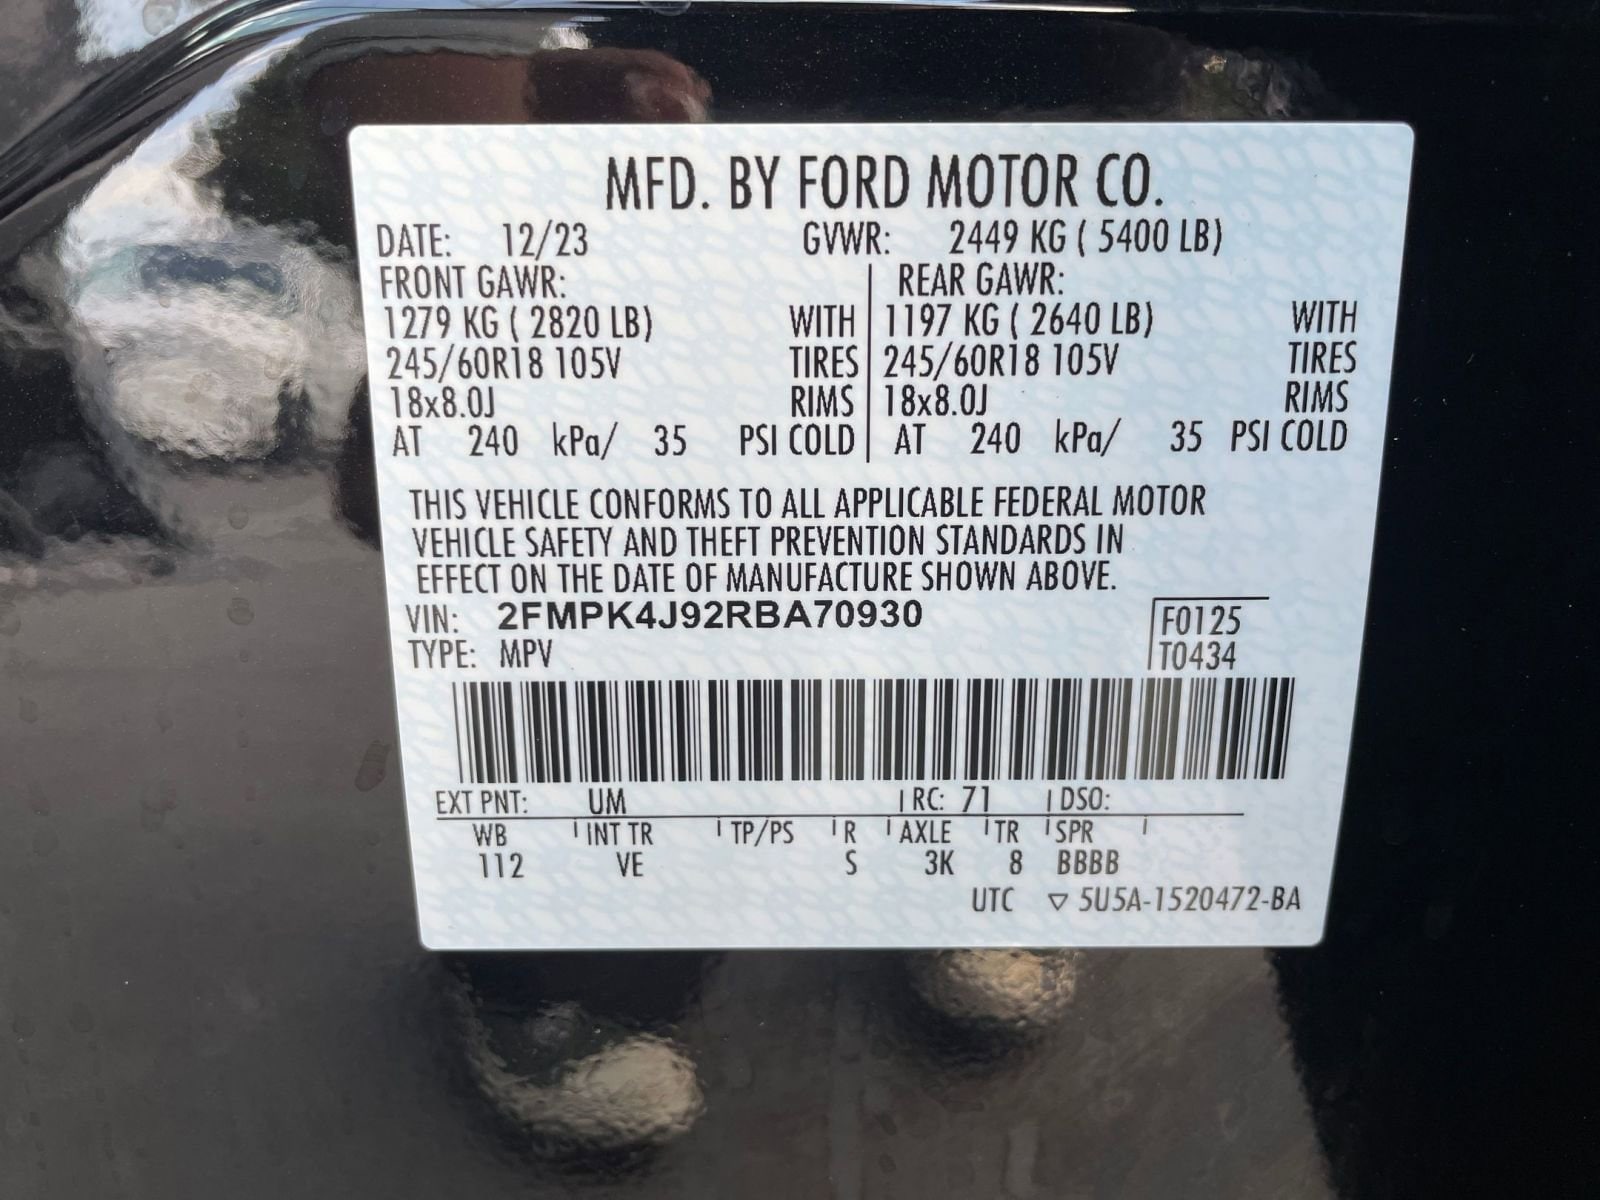 MFD. BY FORD MOTOR CO.
DATE: 12/23 GVWR: 2449 KG ( 5400 LB)
FRONT GAWR: REAR GAWR:
1279 KG ( 2820 LB) WITH 1197 KG ( 2640 LB) WITH
245/60R18 105V TIRES 245/60R18 105V TIRES
18x8.0J RIMS 18x8.0J RIMS
AT 240 kPa/ 35 PSI COLD AT 240 kPa/ 35 PSI COLD
THIS VEHICLE CONFORMS TO ALL APPLICABLE FEDERAL MOTOR
VEHICLE SAFETY AND THEFT PREVENTION STANDARDS IN
EFFECT ON THE DATE OF MANUFACTURE SHOWN ABOVE.
VIN: 2FMPK4J92RBA70930 F0125
TYPE: MPV T0434
EXT PNT: UM RC: 71 DSO:
WB INT TR TP/PS R AXLE TR SPR
112 VE S 3K 8 BBBB
UTC ▽ 5U5A-1520472-BA